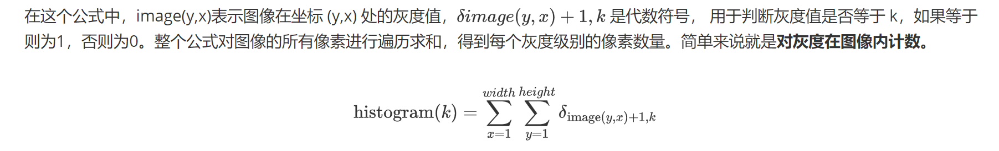 在这个公式中，image(y,x)表示图像在坐标 (y,x) 处的灰度值，δimage(y, x) + 1, k 是代数符号， 用于判断灰度值是否等于 k，如果等于
则为1，否则为0。整个公式对图像的所有像素进行遍历求和，得到每个灰度级别的像素数量。简单来说就是对灰度在图像内计数。
histogram(k) = \sum_{x=1}^{width} \sum_{y=1}^{height} δ_{image(y,x)+1,k}